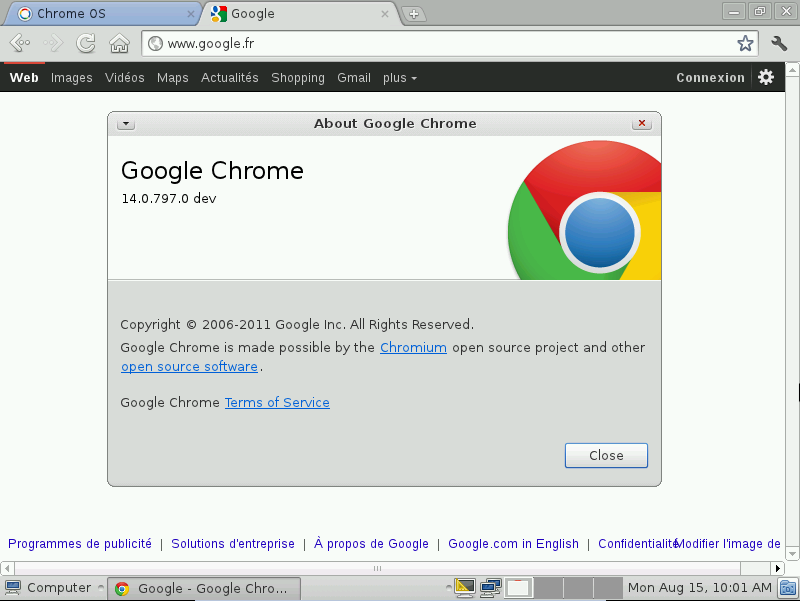 Chrome OS
Google
www.google.fr
Web Images Vidéos Maps Actualités Shopping Gmail plus Connexion
About Google Chrome
Google Chrome
14.0.797.0 dev
Copyright © 2006-2011 Google Inc. All Rights Reserved.
Google Chrome is made possible by the Chromium open source project and other
open source software.
Google Chrome Terms of Service
Close
Programmes de publicité | Solutions d'entreprise | À propos de Google | Google.com in English | Confidentialité Modifier l'image de
Computer Google - Google Chro... Mon Aug 15, 10:01 AM